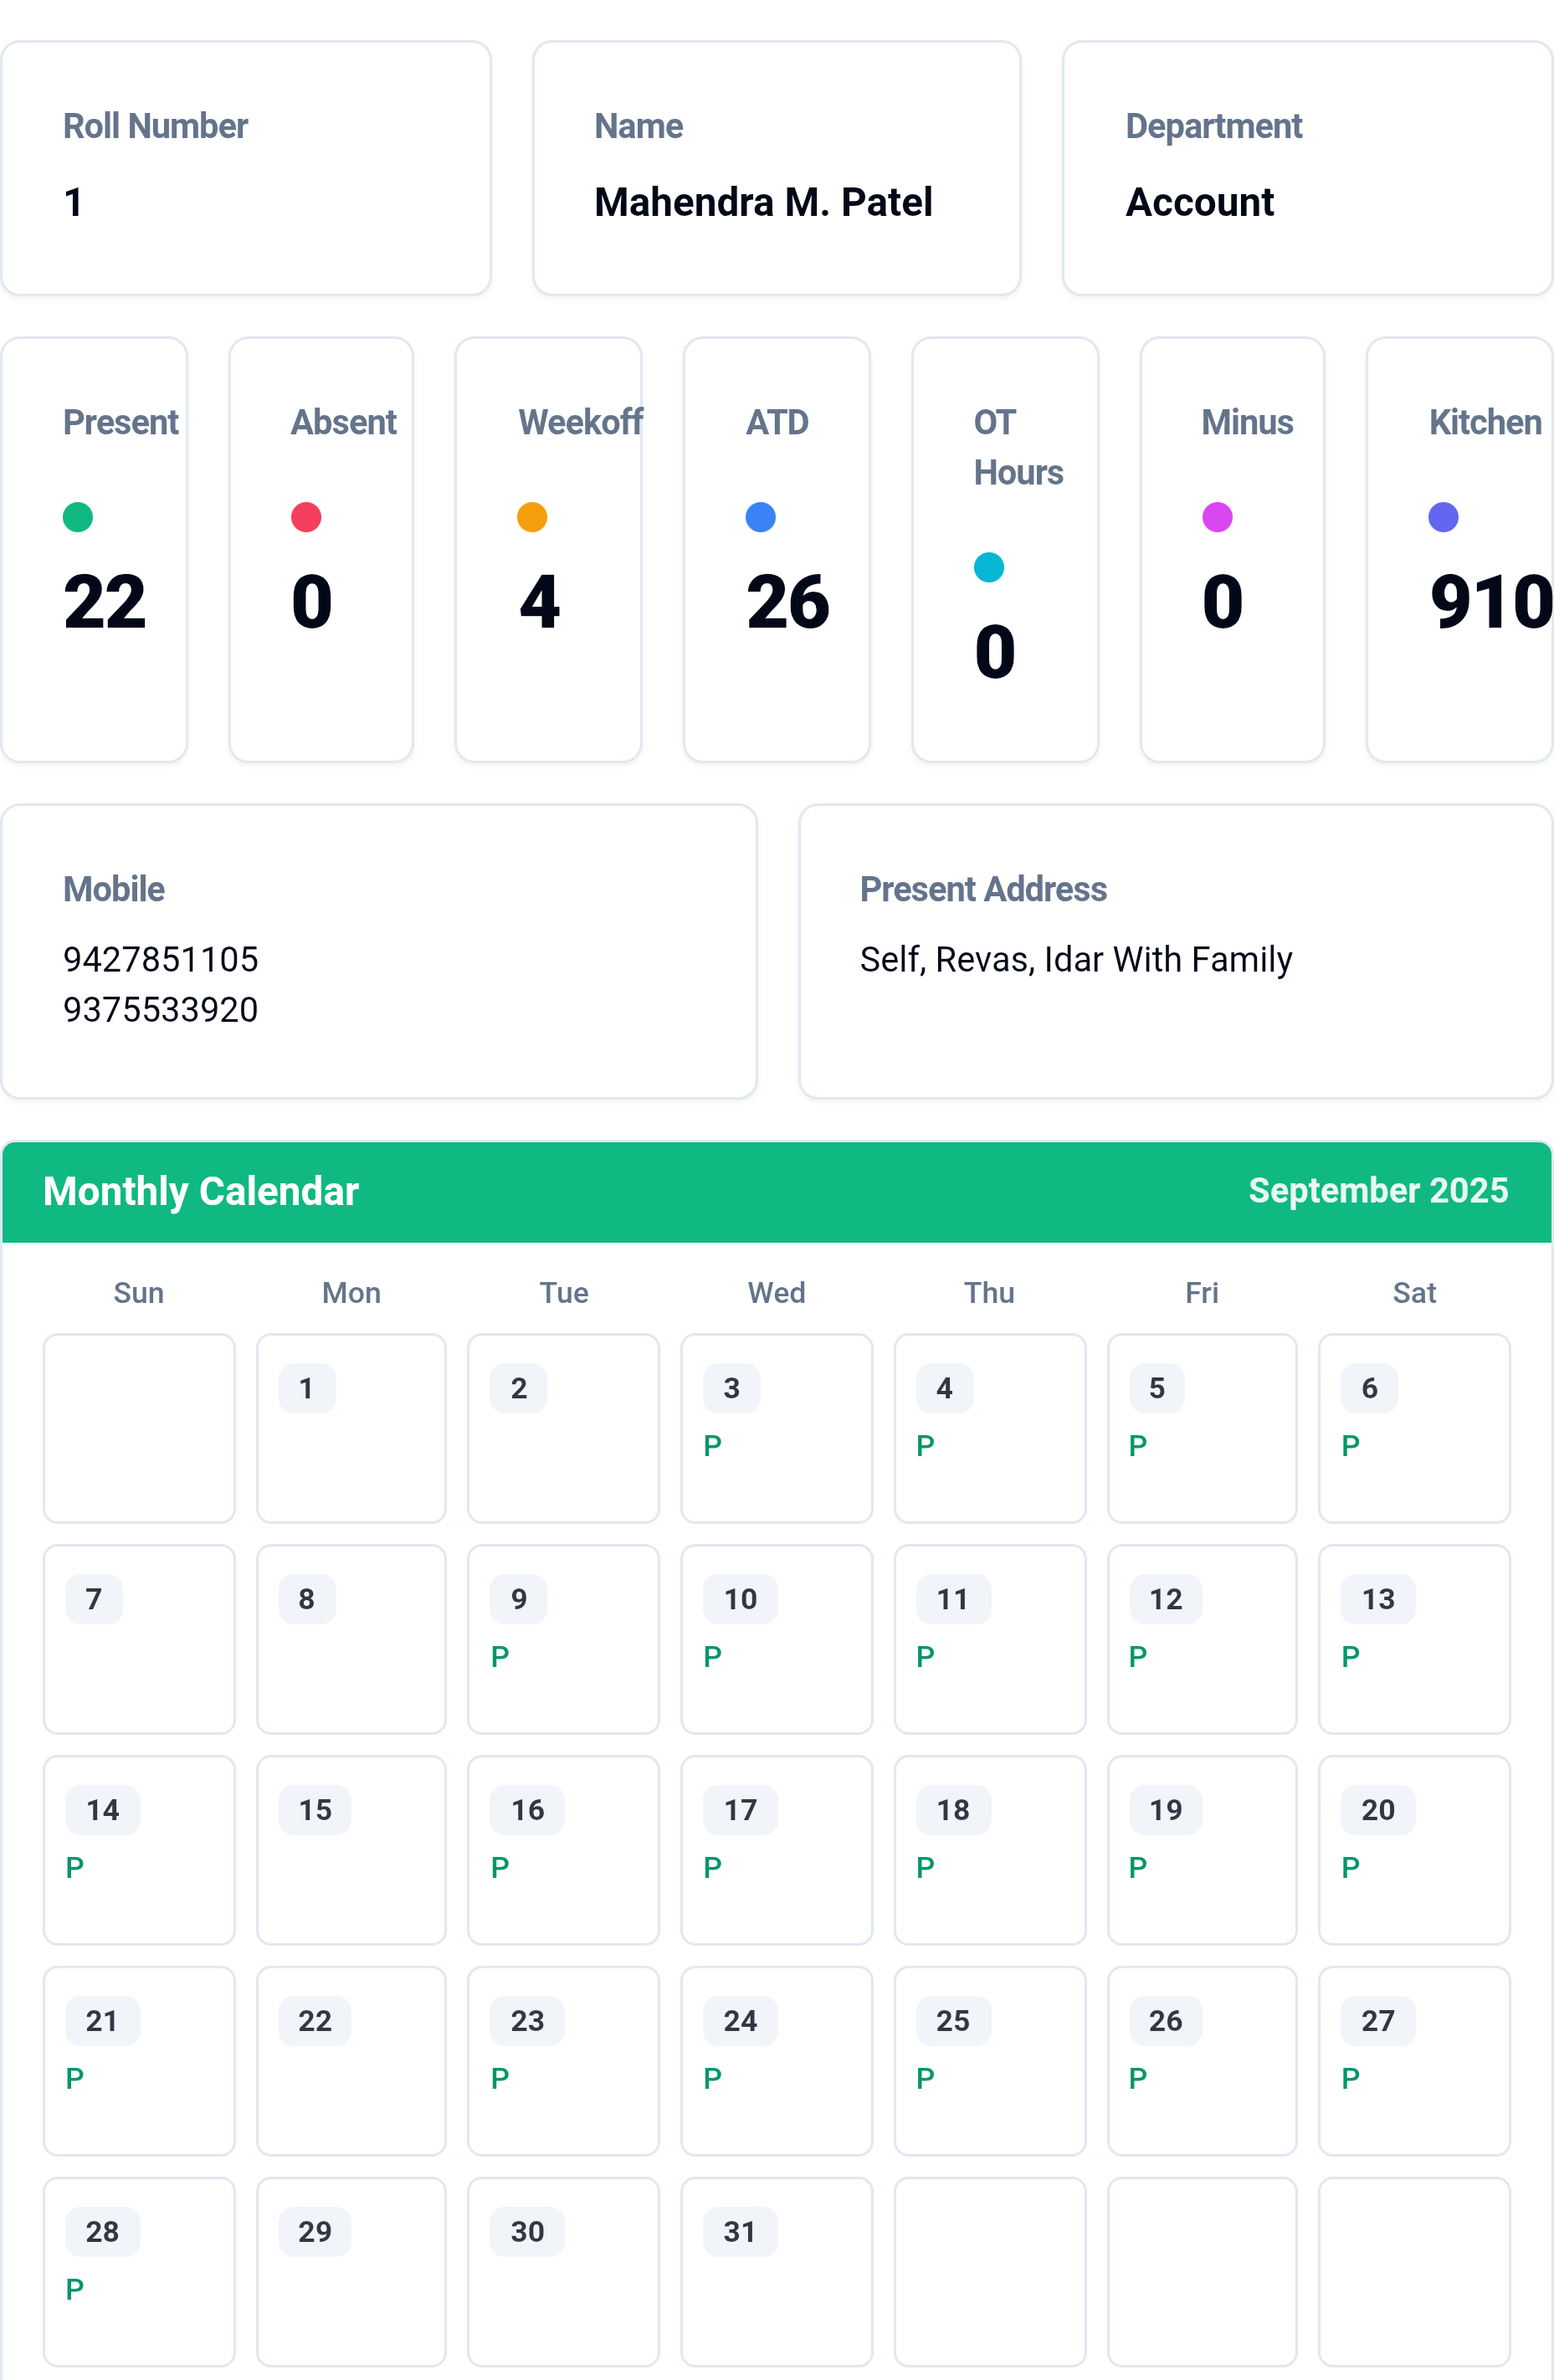 Roll Number
1
Name
Mahendra M. Patel
Department
Account
Present
22
Absent
0
Weekoff
4
ATD
26
OT
Hours
0
Minus
0
Kitchen
910
Mobile
9427851105
9375533920
Present Address
Self, Revas, Idar With Family
Monthly Calendar
September 2025
Sun Mon Tue Wed Thu Fri Sat
1 2 3 4 5 6
P P P P
7 8 9 10 11 12 13
P P P P P
14 15 16 17 18 19 20
P P P P P P
21 22 23 24 25 26 27
P P P P P P
28 29 30 31
P